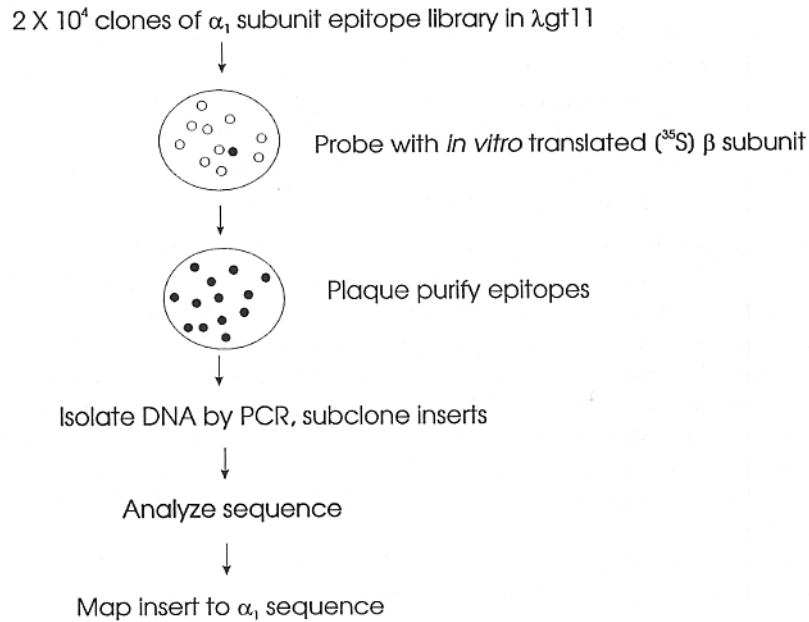 2 X 10⁴ clones of α₁ subunit epitope library in λgt11
Probe with in vitro translated (³⁵S) β subunit
Plaque purify epitopes
Isolate DNA by PCR, subclone inserts
Analyze sequence
Map insert to α₁ sequence